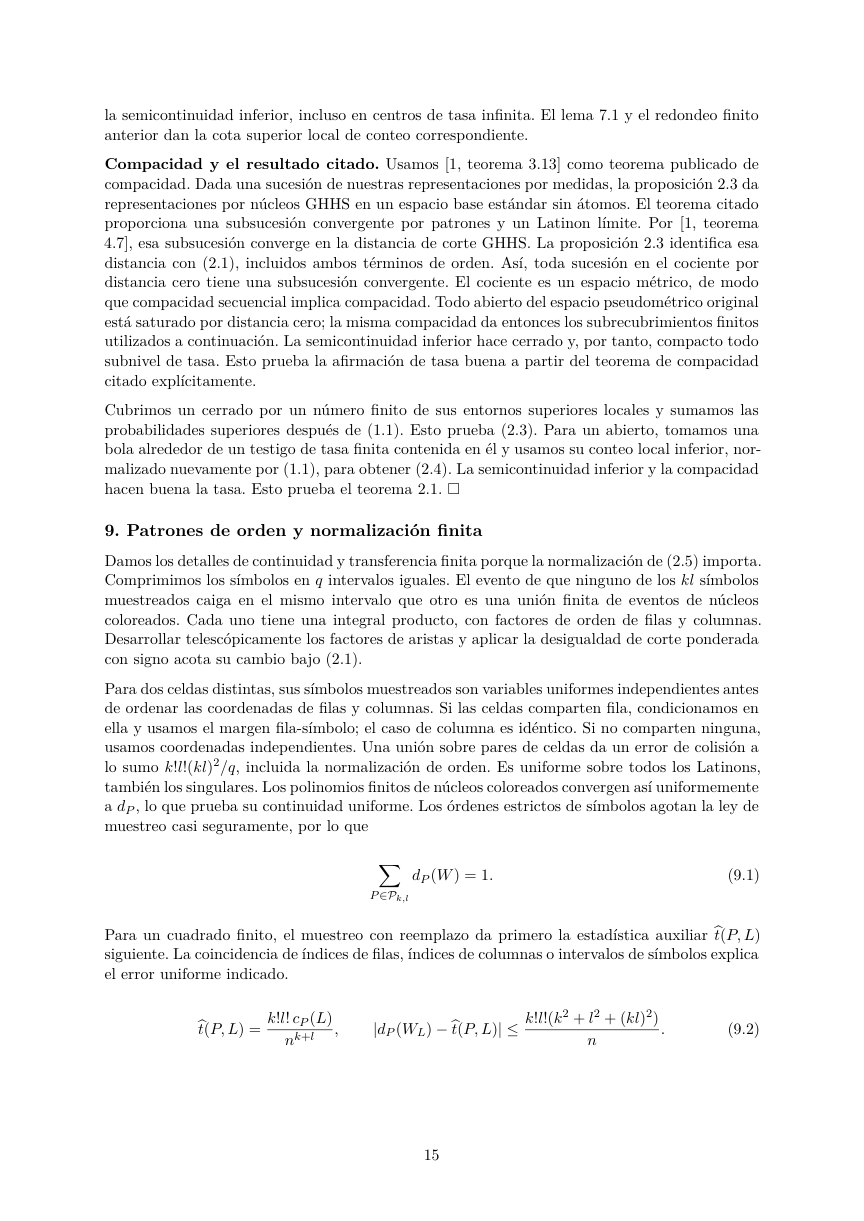 la semicontinuidad inferior, incluso en centros de tasa infinita. El lema 7.1 y el redondeo finito
anterior dan la cota superior local de conteo correspondiente.
Compacidad y el resultado citado. Usamos [1, teorema 3.13] como teorema publicado de
compacidad. Dada una sucesión de nuestras representaciones por medidas, la proposición 2.3 da
representaciones por núcleos GHHS en un espacio base estándar sin átomos. El teorema citado
proporciona una subsucesión convergente por patrones y un Latinon límite. Por [1, teorema
4.7], esa subsucesión converge en la distancia de corte GHHS. La proposición 2.3 identifica esa
distancia con (2.1), incluidos ambos términos de orden. Así, toda sucesión en el cociente por
distancia cero tiene una subsucesión convergente. El cociente es un espacio métrico, de modo
que compacidad secuencial implica compacidad. Todo abierto del espacio pseudométrico original
está saturado por distancia cero; la misma compacidad da entonces los subrecubrimientos finitos
utilizados a continuación. La semicontinuidad inferior hace cerrado y, por tanto, compacto todo
subnivel de tasa. Esto prueba la afirmación de tasa buena a partir del teorema de compacidad
citado explícitamente.
Cubrimos un cerrado por un número finito de sus entornos superiores locales y sumamos las
probabilidades superiores después de (1.1). Esto prueba (2.3). Para un abierto, tomamos una
bola alrededor de un testigo de tasa finita contenida en él y usamos su conteo local inferior, nor-
malizado nuevamente por (1.1), para obtener (2.4). La semicontinuidad inferior y la compacidad
hacen buena la tasa. Esto prueba el teorema 2.1. □
9. Patrones de orden y normalización finita
Damos los detalles de continuidad y transferencia finita porque la normalización de (2.5) importa.
Comprimimos los símbolos en q intervalos iguales. El evento de que ninguno de los kl símbolos
muestreados caiga en el mismo intervalo que otro es una unión finita de eventos de núcleos
coloreados. Cada uno tiene una integral producto, con factores de orden de filas y columnas.
Desarrollar telescópicamente los factores de aristas y aplicar la desigualdad de corte ponderada
con signo acota su cambio bajo (2.1).
Para dos celdas distintas, sus símbolos muestreados son variables uniformes independientes antes
de ordenar las coordenadas de filas y columnas. Si las celdas comparten fila, condicionamos en
ella y usamos el margen fila-símbolo; el caso de columna es idéntico. Si no comparten ninguna,
usamos coordenadas independientes. Una unión sobre pares de celdas da un error de colisión a
lo sumo k!l!(kl)²/q, incluida la normalización de orden. Es uniforme sobre todos los Latinons,
también los singulares. Los polinomios finitos de núcleos coloreados convergen así uniformemente
a d_P, lo que prueba su continuidad uniforme. Los órdenes estrictos de símbolos agotan la ley de
muestreo casi seguramente, por lo que
∑_{P∈𝒫_{k,l}} d_P(W) = 1. (9.1)
Para un cuadrado finito, el muestreo con reemplazo da primero la estadística auxiliar t̂(P, L)
siguiente. La coincidencia de índices de filas, índices de columnas o intervalos de símbolos explica
el error uniforme indicado.
t̂(P, L) = k!l! c_P(L) / n^{k+l}, |d_P(W_L) − t̂(P, L)| ≤ k!l!(k² + l² + (kl)²) / n. (9.2)
15